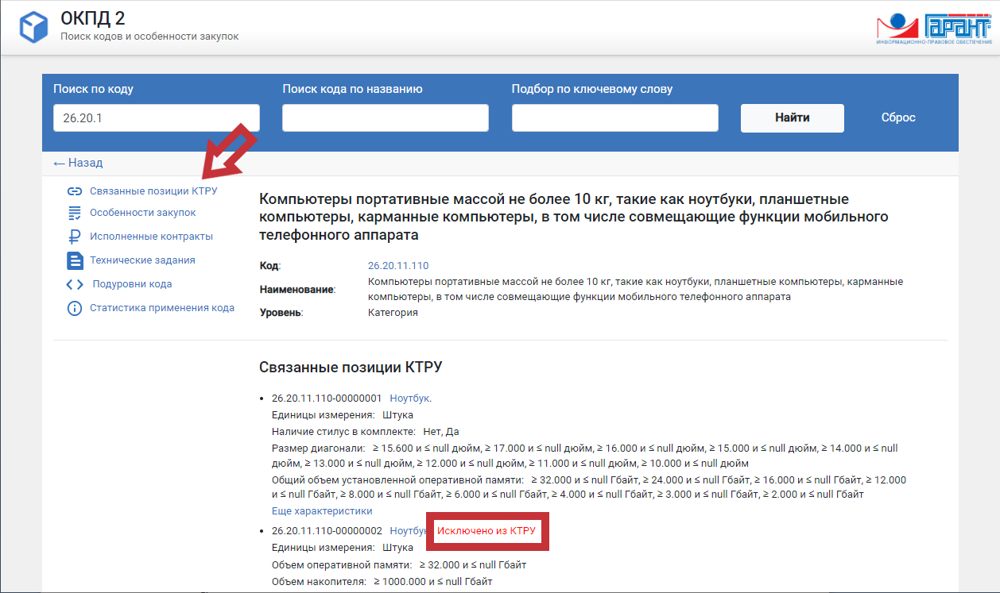 ОКПД 2
Поиск кодов и особенности закупок
ГАРАНТ
ИНФОРМАЦИОННО-ПРАВОВОЕ ОБЕСПЕЧЕНИЕ
Поиск по коду
Поиск кода по названию
Подбор по ключевому слову
26.20.1
Найти
Сброс
← Назад
Связанные позиции КТРУ
Особенности закупок
Исполненные контракты
Технические задания
Подуровни кода
Статистика применения кода
Компьютеры портативные массой не более 10 кг, такие как ноутбуки, планшетные
компьютеры, карманные компьютеры, в том числе совмещающие функции мобильного
телефонного аппарата
Код: 26.20.11.110
Наименование: Компьютеры портативные массой не более 10 кг, такие как ноутбуки, планшетные компьютеры, карманные
компьютеры, в том числе совмещающие функции мобильного телефонного аппарата
Уровень: Категория
Связанные позиции КТРУ
• 26.20.11.110-00000001 Ноутбук.
Единицы измерения: Штука
Наличие стилус в комплекте: Нет, Да
Размер диагонали: ≥ 15.600 и ≤ null дюйм, ≥ 17.000 и ≤ null дюйм, ≥ 16.000 и ≤ null дюйм, ≥ 15.000 и ≤ null дюйм, ≥ 14.000 и ≤ null
дюйм, ≥ 13.000 и ≤ null дюйм, ≥ 12.000 и ≤ null дюйм, ≥ 11.000 и ≤ null дюйм, ≥ 10.000 и ≤ null дюйм
Общий объем установленной оперативной памяти: ≥ 32.000 и ≤ null Гбайт, ≥ 24.000 и ≤ null Гбайт, ≥ 16.000 и ≤ null Гбайт, ≥ 12.000
и ≤ null Гбайт, ≥ 8.000 и ≤ null Гбайт, ≥ 6.000 и ≤ null Гбайт, ≥ 4.000 и ≤ null Гбайт, ≥ 3.000 и ≤ null Гбайт, ≥ 2.000 и ≤ null Гбайт
Еще характеристики
• 26.20.11.110-00000002 Ноутбук Исключено из КТРУ
Единицы измерения: Штука
Объем оперативной памяти: ≥ 32.000 и ≤ null Гбайт
Объем накопителя: ≥ 1000.000 и ≤ null Гбайт